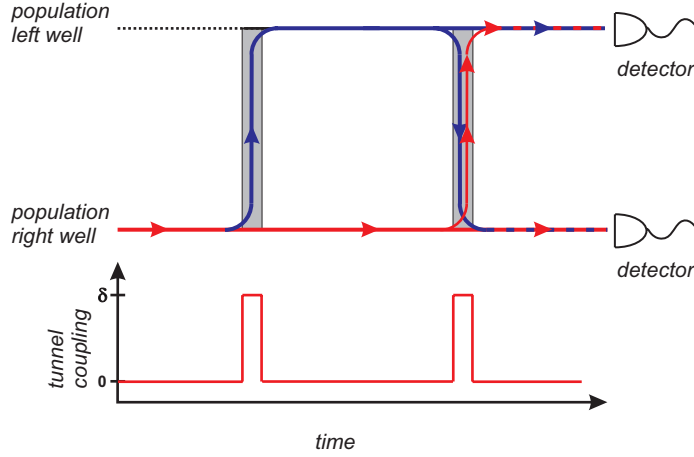 population
left well
detector
population
right well
detector
δ
tunnel
coupling
0
time